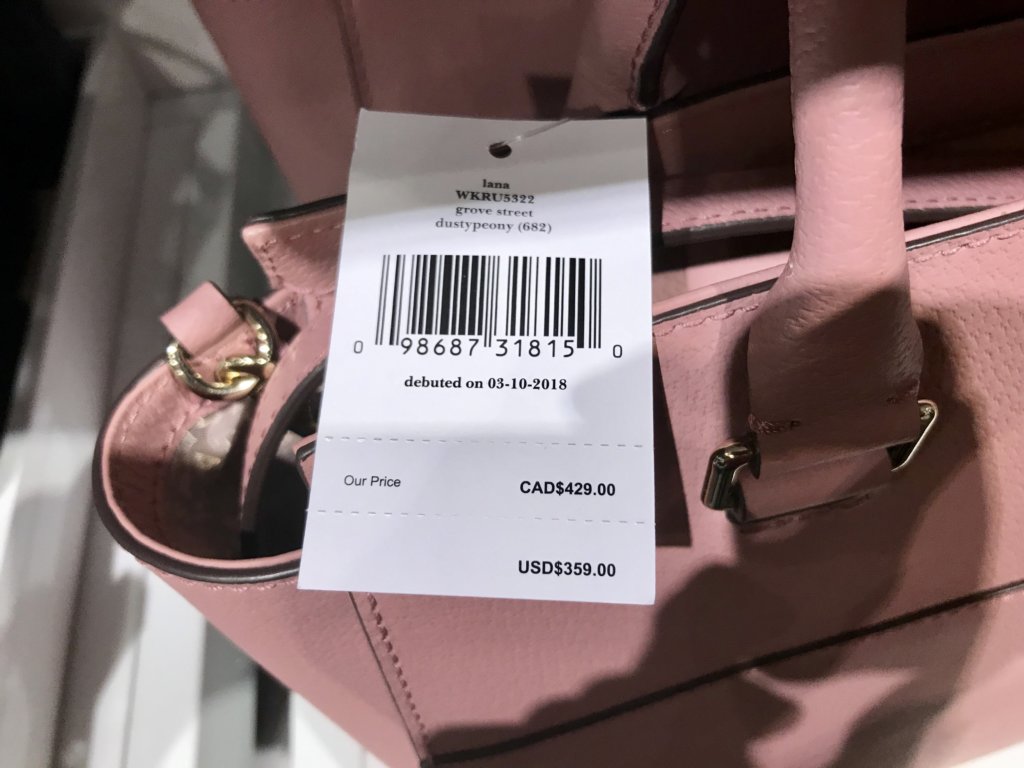 lana
WKRU5322
grove street
dustypeony (682)
0 98687 31815 0
debuted on 03-10-2018
Our Price CAD$429.00
USD$359.00